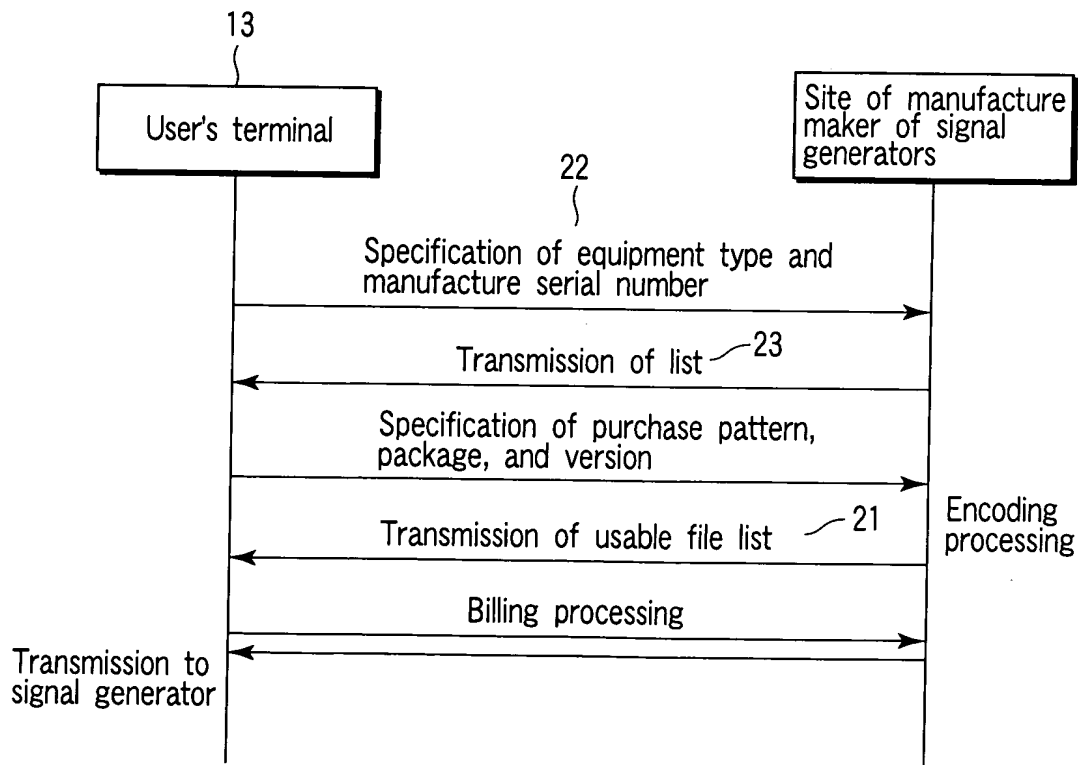 13
User's terminal
Site of manufacture
maker of signal
generators
22
Specification of equipment type and
manufacture serial number
Transmission of list
23
Specification of purchase pattern,
package, and version
Transmission of usable file list
21
Encoding
processing
Billing processing
Transmission to
signal generator